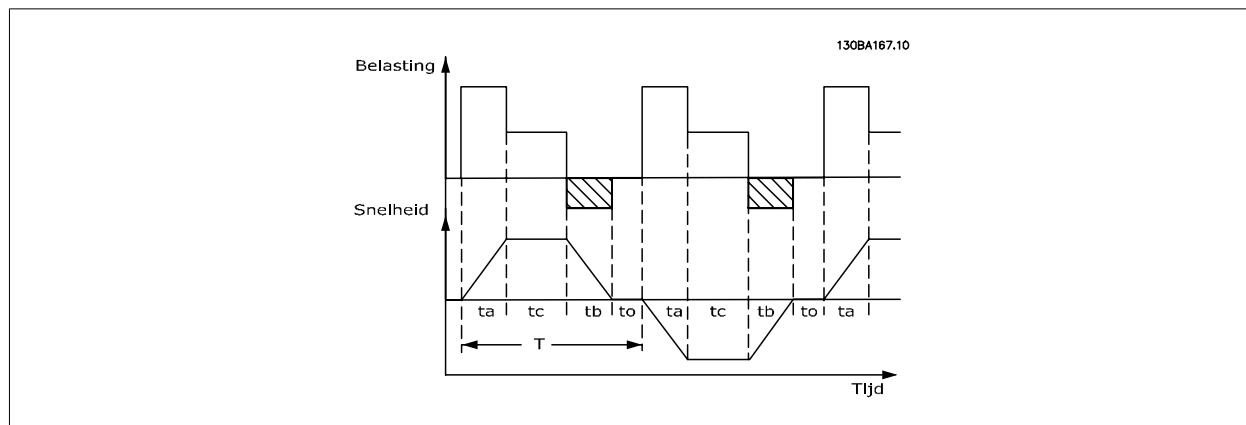 130BA167.10
Belasting
Snelheid
ta tc tb to ta tc tb to ta
T
Tijd